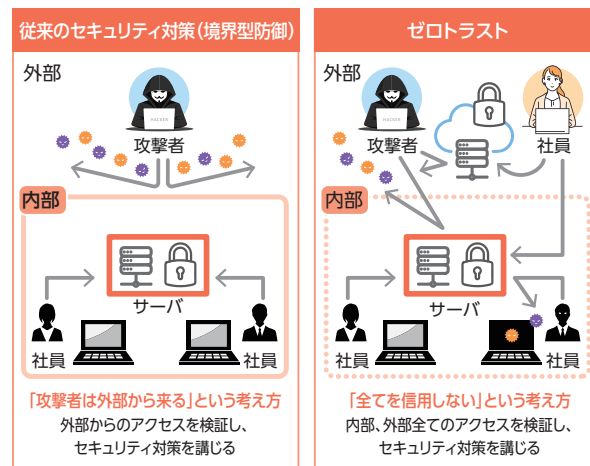 従来のセキュリティ対策(境界型防御)
外部
HACKER
攻撃者
内部
サーバ
社員
社員
「攻撃者は外部から来る」という考え方
外部からのアクセスを検証し、
セキュリティ対策を講じる
ゼロトラスト
外部
HACKER
攻撃者
社員
内部
サーバ
社員
社員
「全てを信用しない」という考え方
内部、外部全てのアクセスを検証し、
セキュリティ対策を講じる